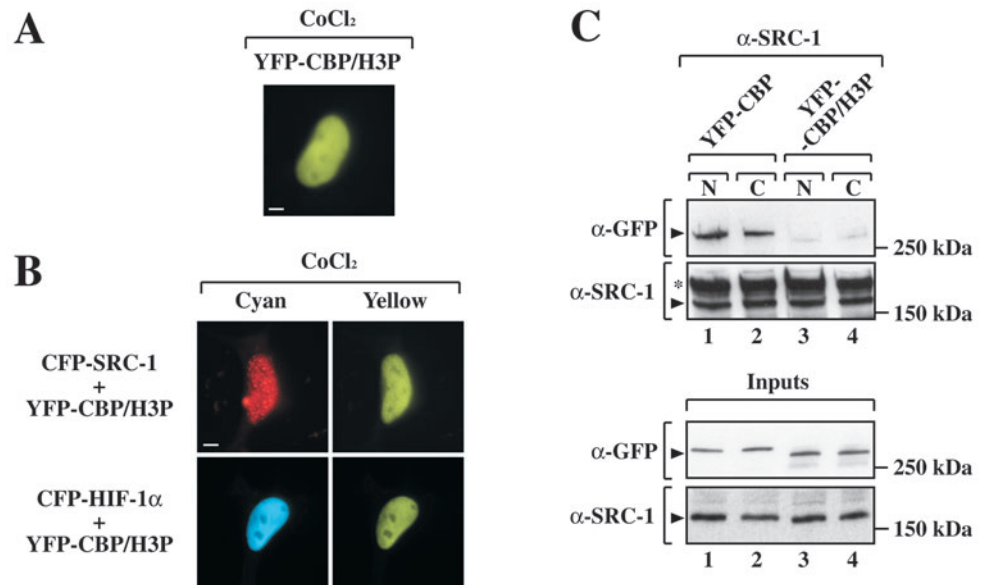 A
CoCl₂
YFP-CBP/H3P
B
CoCl₂
Cyan Yellow
CFP-SRC-1
+
YFP-CBP/H3P
CFP-HIF-1α
+
YFP-CBP/H3P
C
α-SRC-1
YFP-CBP
YFP-
-CBP/H3P
N C N C
α-GFP
250 kDa
α-SRC-1
*
150 kDa
1 2 3 4
Inputs
α-GFP
250 kDa
α-SRC-1
150 kDa
1 2 3 4